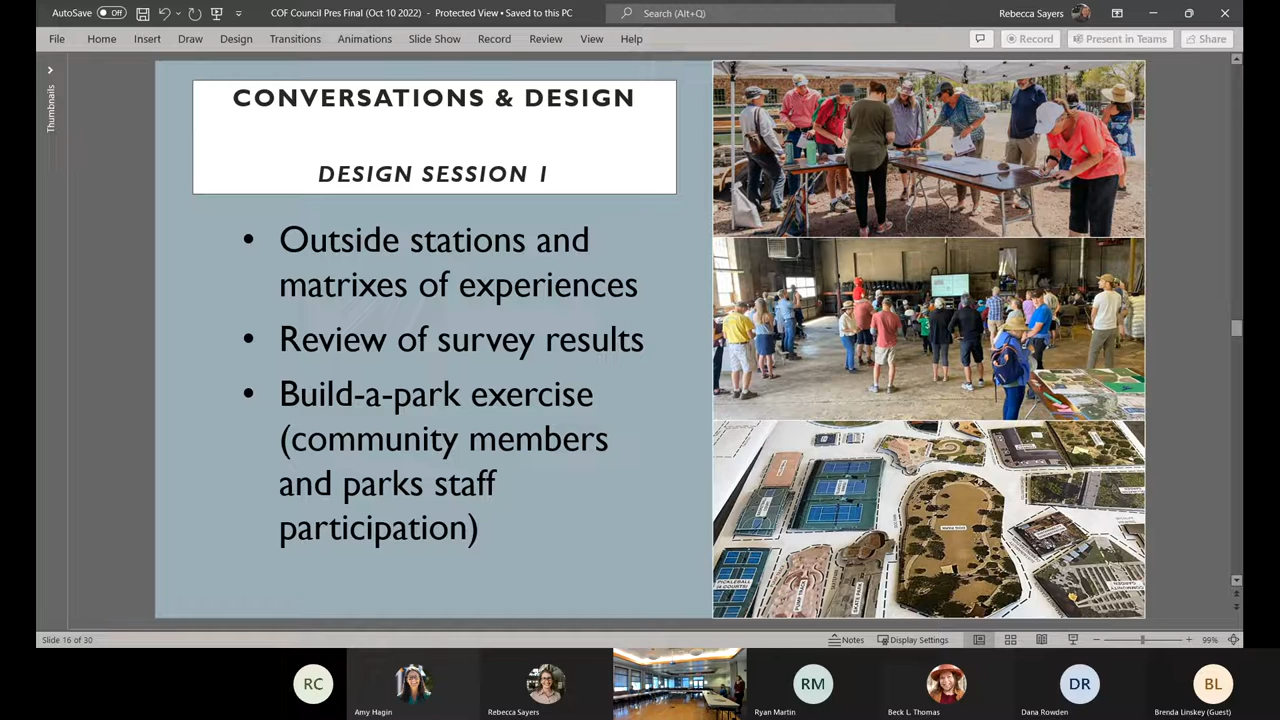 AutoSave Off COF Council Pres Final (Oct 10 2022) - Protected View • Saved to this PC Search (Alt+Q) Rebecca Sayers
File Home Insert Draw Design Transitions Animations Slide Show Record Review View Help Record Present in Teams Share
Thumbnails
CONVERSATIONS & DESIGN
DESIGN SESSION I
• Outside stations and
matrixes of experiences
• Review of survey results
• Build-a-park exercise
(community members
and parks staff
participation)
PICKLEBALL
COMMUNITY
GARDEN
Slide 16 of 30 Notes Display Settings 99%
RC RM DR BL
Amy Hagin Rebecca Sayers Ryan Martin Beck L. Thomas Dana Rowden Brenda Linskey (Guest)